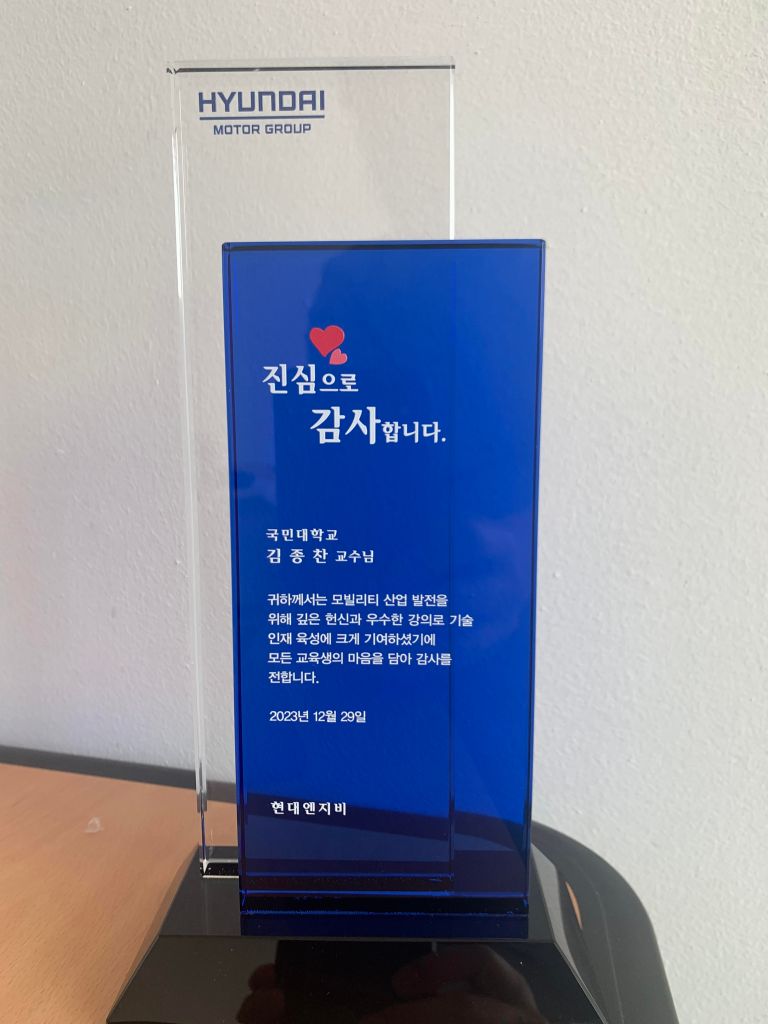 HYUNDAI
MOTOR GROUP
진심으로
감사합니다.
국민대학교
김종찬 교수님
귀하께서는 모빌리티 산업 발전을
위해 깊은 헌신과 우수한 강의로 기술
인재 육성에 크게 기여하셨기에
모든 교육생의 마음을 담아 감사를
전합니다.
2023년 12월 29일
현대엔지비